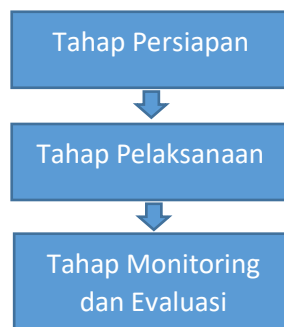 Tahap Persiapan
Tahap Pelaksanaan
Tahap Monitoring
dan Evaluasi